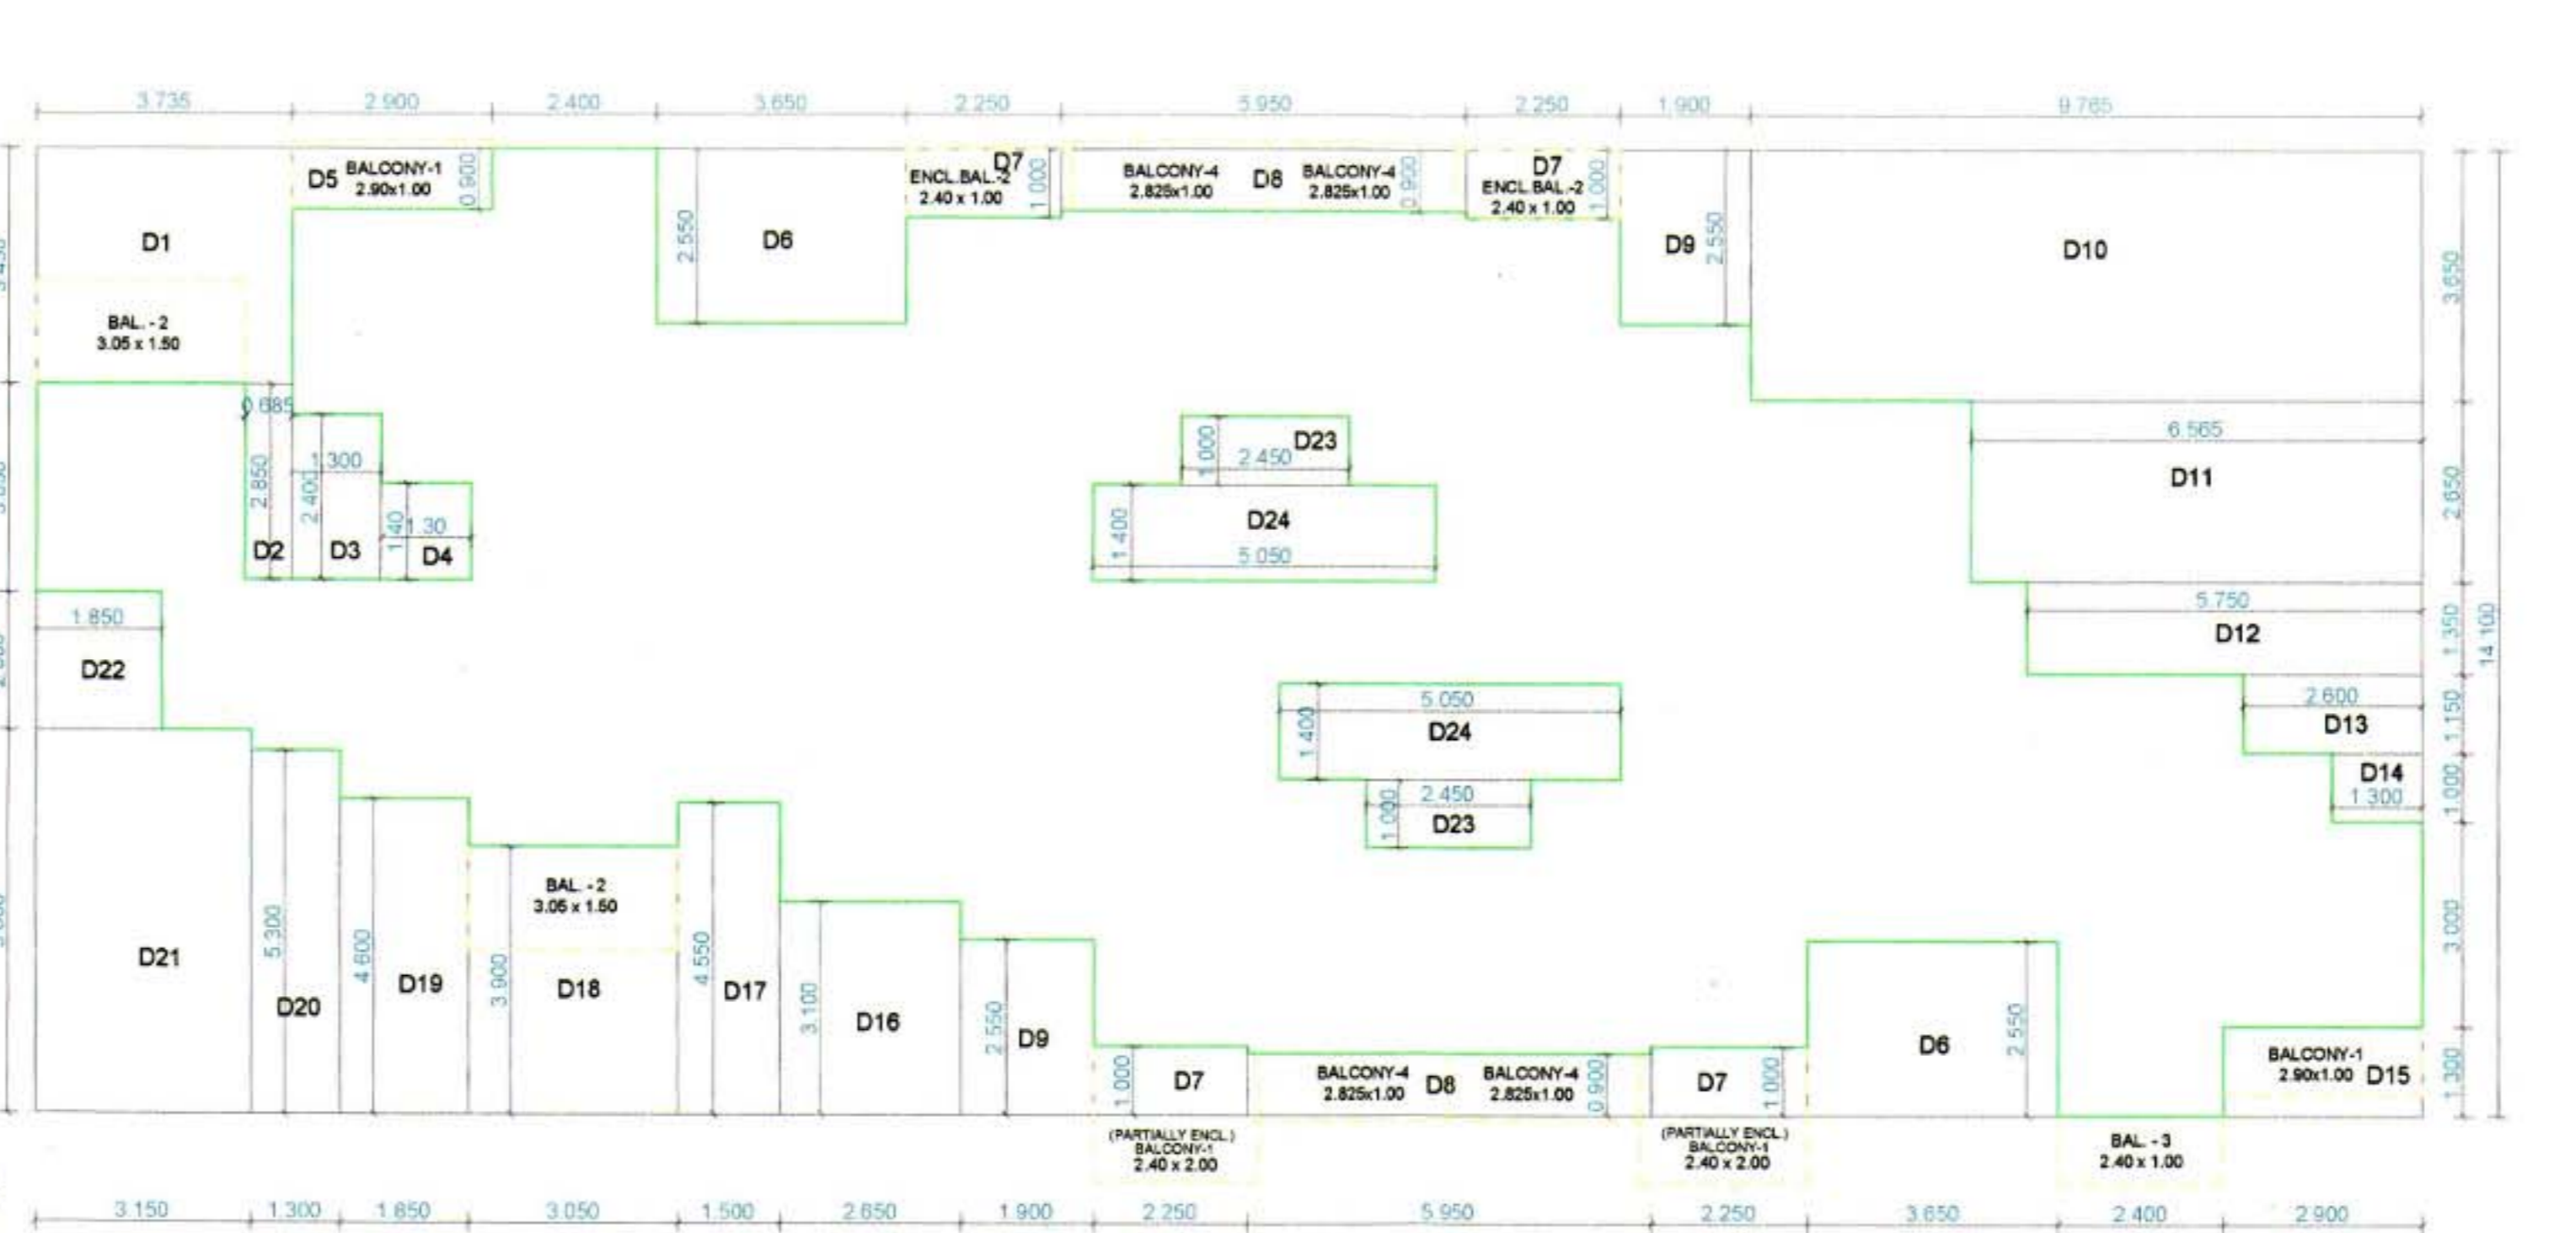 3.735 2.900 2.400 3.650 2.250 5.950 2.250 1.900 9.765
D5 BALCONY-1
2.90x1.00
0.900
D7
ENCL.BAL.-2
2.40 x 1.00
1.000
BALCONY-4
2.825x1.00
D8
BALCONY-4
2.825x1.00
0.900
D7
ENCL.BAL.-2
2.40 x 1.00
1.000
D1
2.550
D6
D9
2.550
D10
3.650
BAL. - 2
3.05 x 1.50
0.685
2.850
D2
1.300
2.400
D3
1.40
1.30
D4
1.000
D23
2.450
1.400
D24
5.050
6.565
D11
2.650
1.850
D22
5.750
D12
1.350
14.100
5.050
1.400
D24
2.600
D13
1.150
1.000
2.450
D23
D14
1.300
1.000
D21
5.300
D20
4.600
D19
BAL. - 2
3.05 x 1.50
3.900
D18
4.550
D17
3.100
D16
2.550
D9
3.000
1.000
D7
BALCONY-4
2.825x1.00
D8
BALCONY-4
2.825x1.00
0.900
D7
1.000
D6
2.550
BALCONY-1
2.90x1.00
D15
1.300
(PARTIALLY ENCL.)
BALCONY-1
2.40 x 2.00
(PARTIALLY ENCL.)
BALCONY-1
2.40 x 2.00
BAL. - 3
2.40 x 1.00
3.150 1.300 1.850 3.050 1.500 2.650 1.900 2.250 5.950 2.250 3.650 2.400 2.900